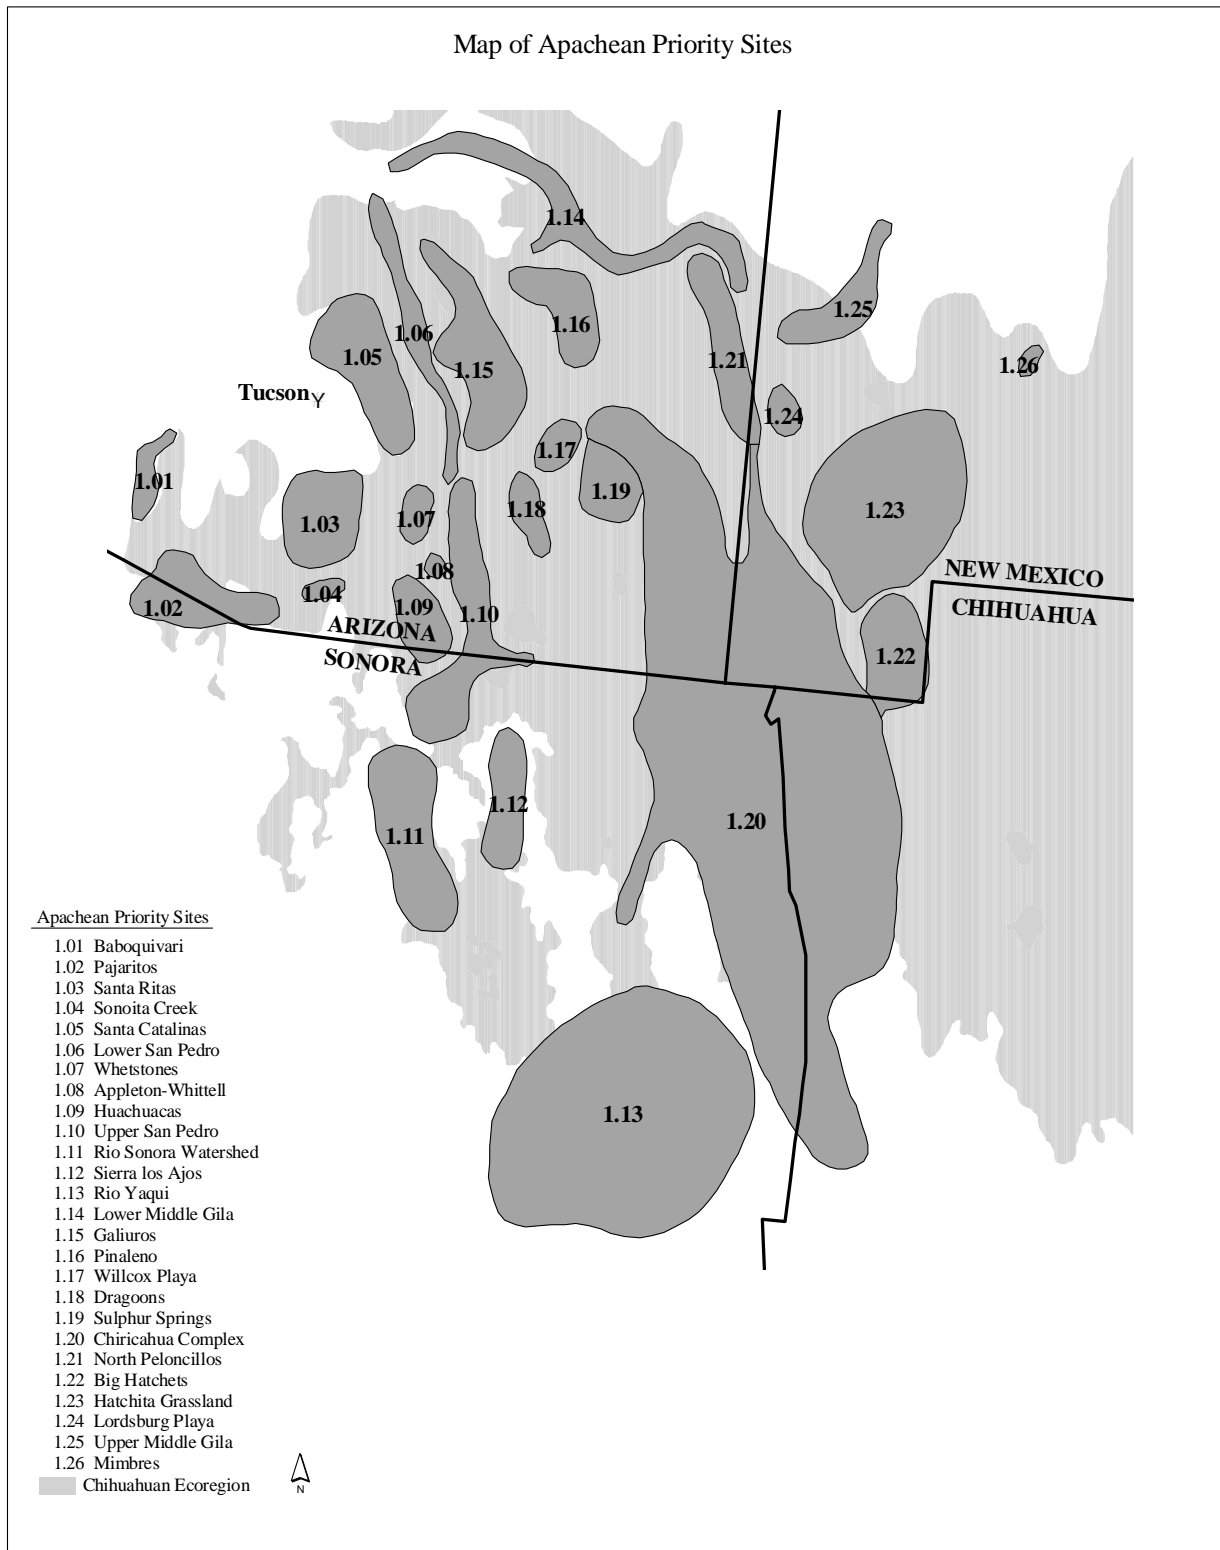 Map of Apachean Priority Sites
1.14
1.25
1.16
1.06
1.05
1.21
1.26
1.15
Tucson
1.24
1.17
1.01
1.19
1.18
1.23
1.07
1.03
1.08
NEW MEXICO
1.04
1.02
1.09
CHIHUAHUA
1.10
ARIZONA
SONORA
1.22
1.12
1.20
1.11
1.13
Apachean Priority Sites
1.01 Baboquivari
1.02 Pajaritos
1.03 Santa Ritas
1.04 Sonoita Creek
1.05 Santa Catalinas
1.06 Lower San Pedro
1.07 Whetstones
1.08 Appleton-Whittell
1.09 Huachuacas
1.10 Upper San Pedro
1.11 Rio Sonora Watershed
1.12 Sierra los Ajos
1.13 Rio Yaqui
1.14 Lower Middle Gila
1.15 Galiuros
1.16 Pinaleno
1.17 Willcox Playa
1.18 Dragoons
1.19 Sulphur Springs
1.20 Chiricahua Complex
1.21 North Peloncillos
1.22 Big Hatchets
1.23 Hatchita Grassland
1.24 Lordsburg Playa
1.25 Upper Middle Gila
1.26 Mimbres
Chihuahuan Ecoregion
N